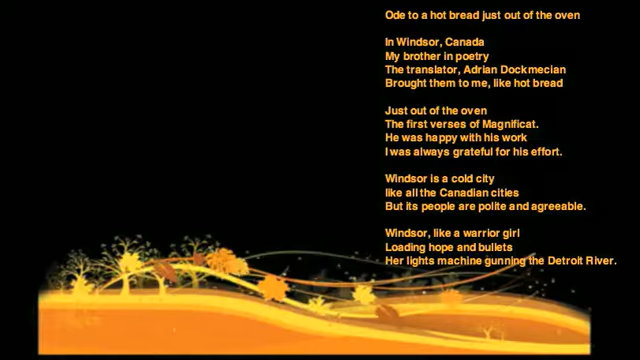 Ode to a hot bread just out of the oven
In Windsor, Canada
My brother in poetry
The translator, Adrian Dockmecian
Brought them to me, like hot bread
Just out of the oven
The first verses of Magnificat.
He was happy with his work
I was always grateful for his effort.
Windsor is a cold city
like all the Canadian cities
But its people are polite and agreeable.
Windsor, like a warrior girl
Loading hope and bullets
Her lights machine gunning the Detroit River.